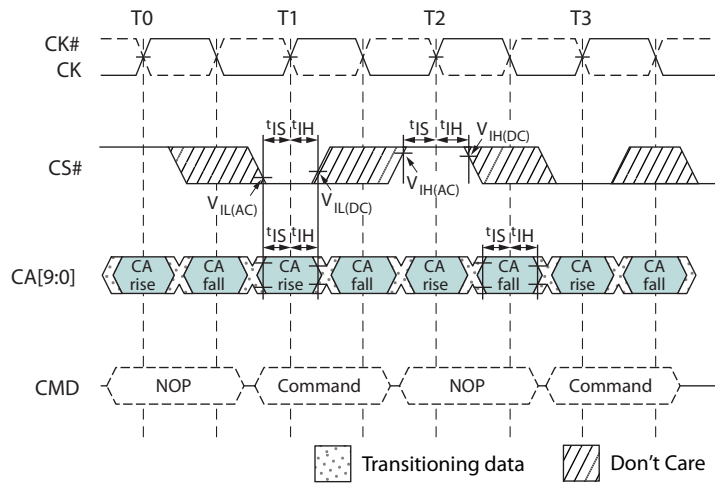 T0 T1 T2 T3
CK#
CK
tIS tIH tIS tIH VIH(DC)
CS#
VIL(AC) VIL(DC) VIH(AC)
tIS tIH tIS tIH
CA[9:0] CA rise CA fall CA rise CA fall CA rise CA fall CA rise CA fall
CMD NOP Command NOP Command
Transitioning data Don't Care